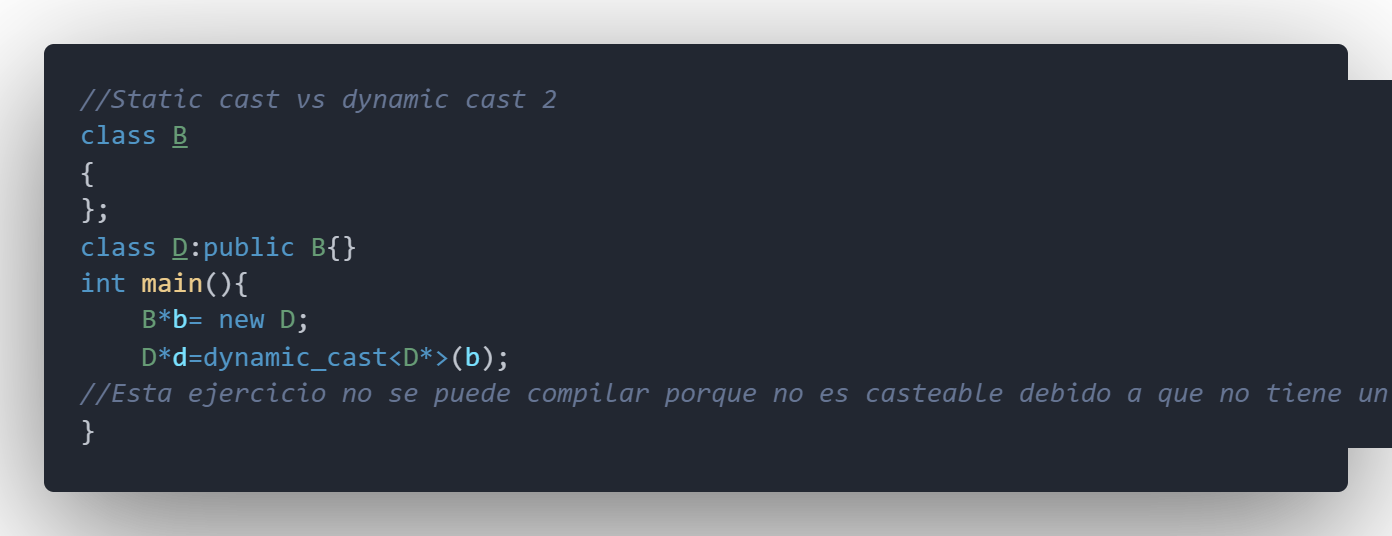 //Static cast vs dynamic cast 2
class B
{
};
class D:public B{}
int main(){
    B*b= new D;
    D*d=dynamic_cast<D*>(b);
//Esta ejercicio no se puede compilar porque no es casteable debido a que no tiene un
}